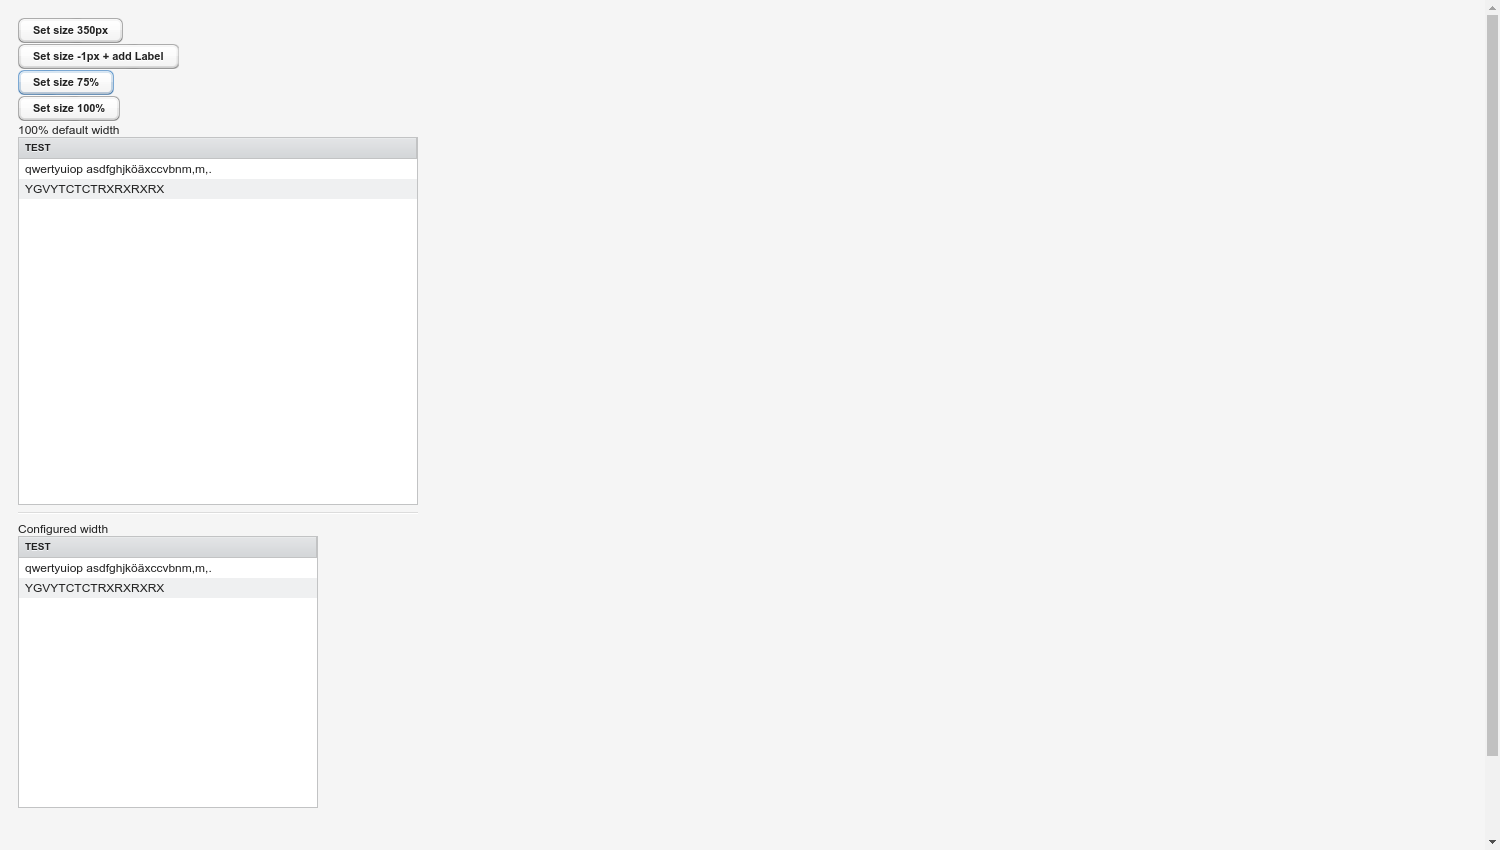 Set size 350px
Set size -1px + add Label
Set size 75%
Set size 100%
100% default width
TEST
qwertyuiop asdfghjköäxccvbnm,m,.
YGVYTCTCTRXRXRXRX
Configured width
TEST
qwertyuiop asdfghjköäxccvbnm,m,.
YGVYTCTCTRXRXRXRX